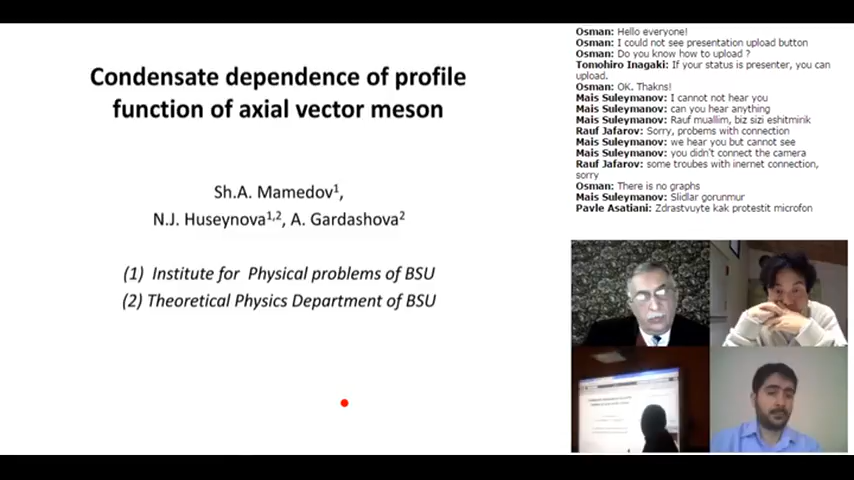 Condensate dependence of profile
function of axial vector meson
Sh.A. Mamedov¹,
N.J. Huseynova¹,², A. Gardashova²
(1) Institute for Physical problems of BSU
(2) Theoretical Physics Department of BSU
Osman: Hello everyone!
Osman: I could not see presentation upload button
Osman: Do you know how to upload ?
Tomohiro Inagaki: If your status is presenter, you can
upload.
Osman: OK. Thakns!
Mais Suleymanov: I cannot not hear you
Mais Suleymanov: can you hear anything
Mais Suleymanov: Rauf muallim, biz sizi eshitmirik
Rauf Jafarov: Sorry, probems with connection
Mais Suleymanov: we hear you but cannot see
Mais Suleymanov: you didn't connect the camera
Rauf Jafarov: some troubes with inernet connection,
sorry
Osman: There is no graphs
Mais Suleymanov: Slidlar gorunmur
Pavle Asatiani: Zdrastvuyte kak protestit microfon